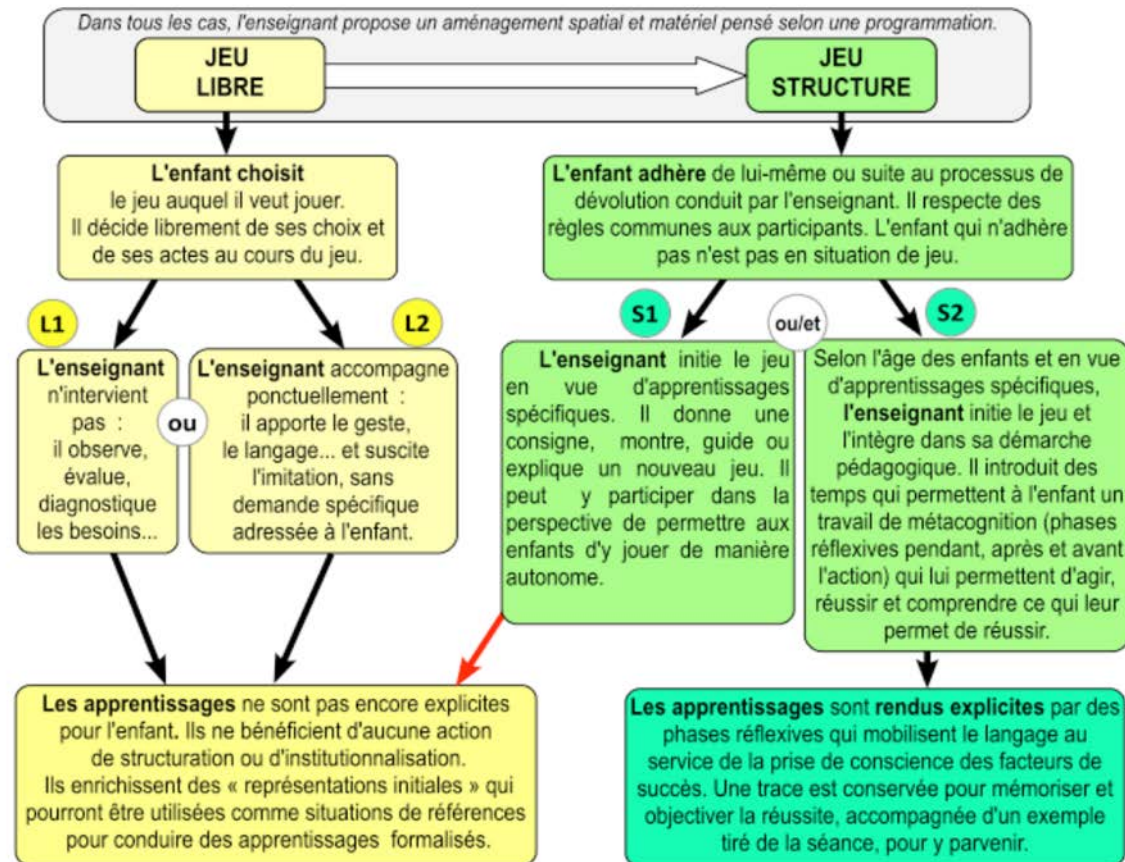 Dans tous les cas, l'enseignant propose un aménagement spatial et matériel pensé selon une programmation.
JEU
LIBRE
JEU
STRUCTURE
L'enfant choisit
le jeu auquel il veut jouer.
Il décide librement de ses choix et
de ses actes au cours du jeu.
L'enfant adhère de lui-même ou suite au processus de
dévolution conduit par l'enseignant. Il respecte des
règles communes aux participants. L'enfant qui n'adhère
pas n'est pas en situation de jeu.
L1
L2
S1
ou/et
S2
L'enseignant
n'intervient
pas :
il observe,
évalue,
diagnostique
les besoins...
ou
L'enseignant accompagne
ponctuellement :
il apporte le geste,
le langage... et suscite
l'imitation, sans
demande spécifique
adressée à l'enfant.
L'enseignant initie le jeu
en vue d'apprentissages
spécifiques. Il donne une
consigne, montre, guide ou
explique un nouveau jeu. Il
peut y participer dans la
perspective de permettre aux
enfants d'y jouer de manière
autonome.
Selon l'âge des enfants et en vue
d'apprentissages spécifiques,
l'enseignant initie le jeu et
l'intègre dans sa démarche
pédagogique. Il introduit des
temps qui permettent à l'enfant un
travail de métacognition (phases
réflexives pendant, après et avant
l'action) qui lui permettent d'agir,
réussir et comprendre ce qui leur
permet de réussir.
Les apprentissages ne sont pas encore explicites
pour l'enfant. Ils ne bénéficient d'aucune action
de structuration ou d'institutionnalisation.
Ils enrichissent des « représentations initiales » qui
pourront être utilisées comme situations de références
pour conduire des apprentissages formalisés.
Les apprentissages sont rendus explicites par des
phases réflexives qui mobilisent le langage au
service de la prise de conscience des facteurs de
succès. Une trace est conservée pour mémoriser et
objectiver la réussite, accompagnée d'un exemple
tiré de la séance, pour y parvenir.